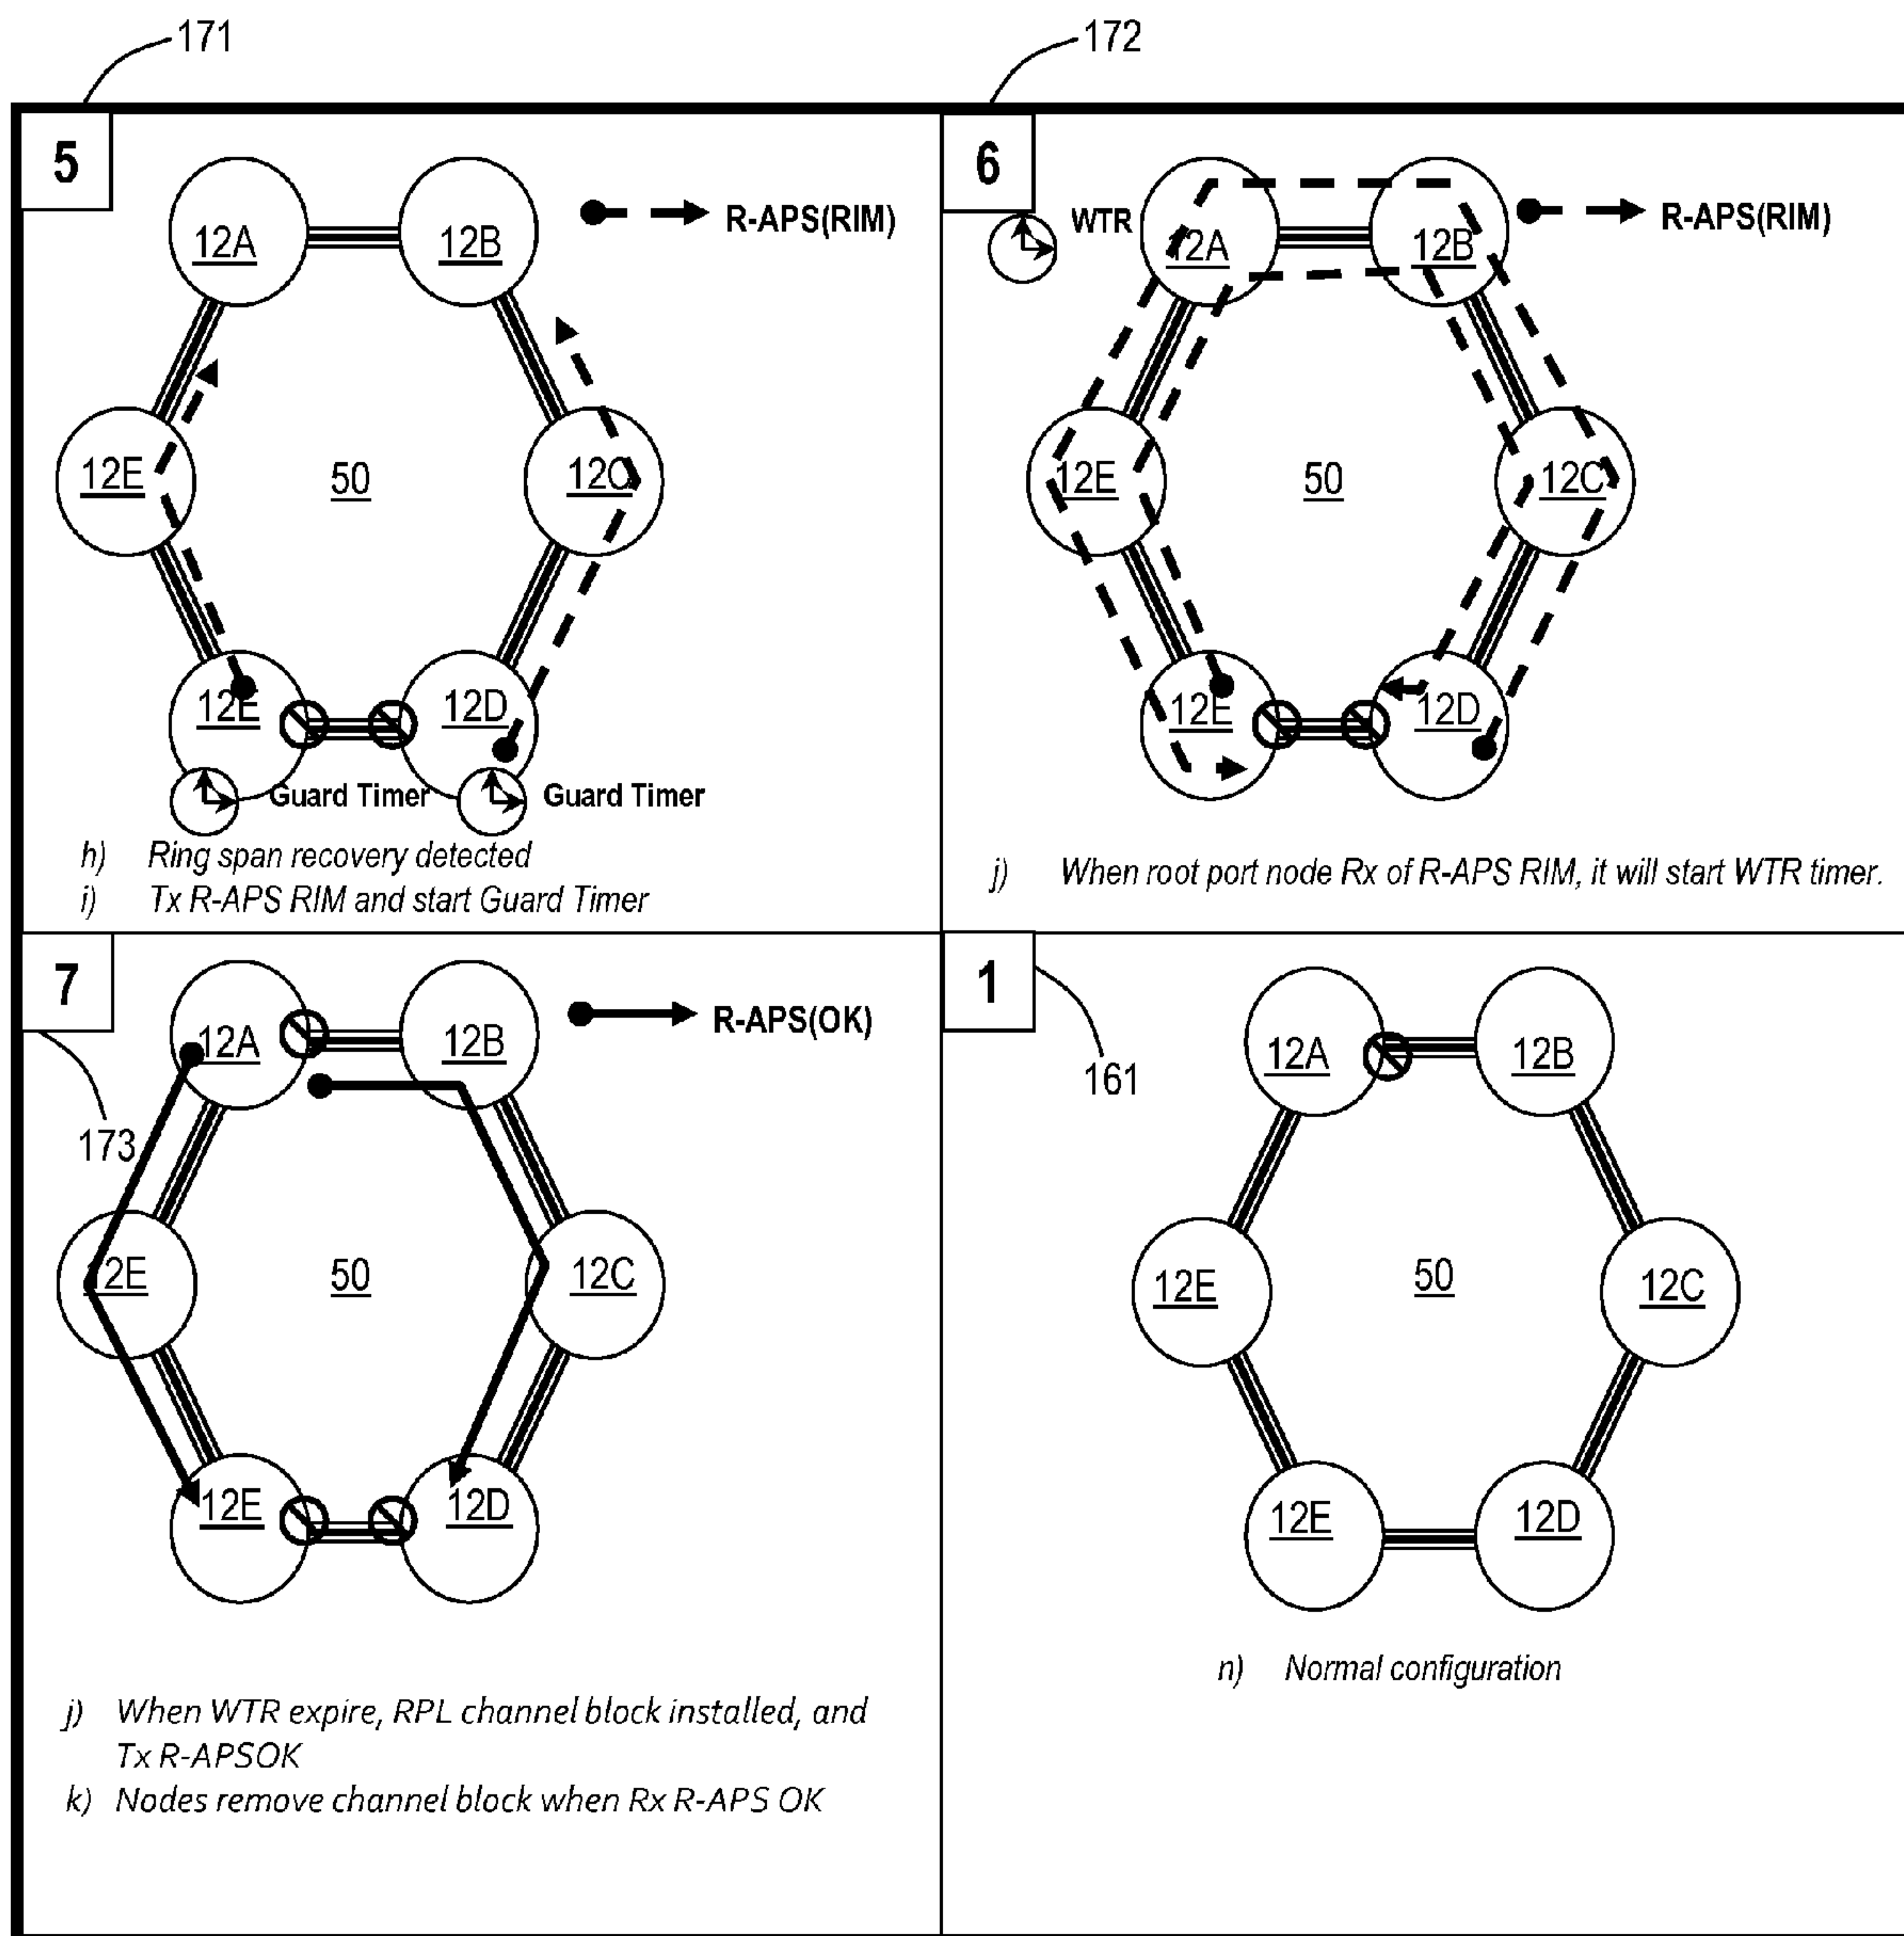 171
172
5
12A
12B
R-APS(RIM)
12E
50
12C
12E
12D
Guard Timer
Guard Timer
h) Ring span recovery detected
i) Tx R-APS RIM and start Guard Timer
6
WTR
12A
12B
R-APS(RIM)
12E
50
12C
12E
12D
j) When root port node Rx of R-APS RIM, it will start WTR timer.
7
12A
12B
R-APS(OK)
173
12E
50
12C
12E
12D
j) When WTR expire, RPL channel block installed, and
Tx R-APSOK
k) Nodes remove channel block when Rx R-APS OK
1
161
12A
12B
12E
50
12C
12E
12D
n) Normal configuration